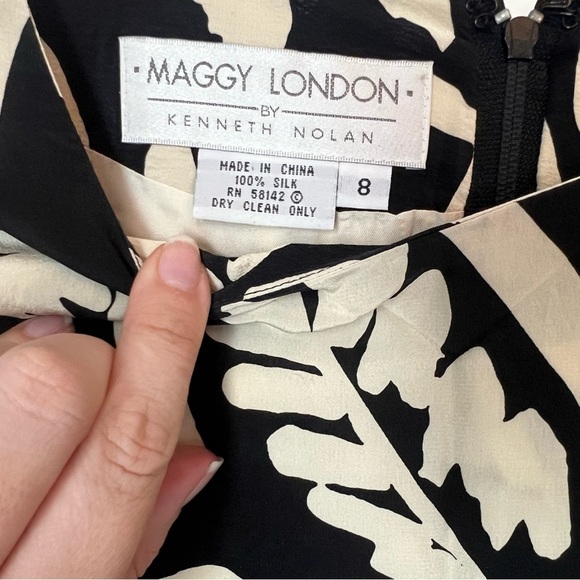 · MAGGY LONDON ·
BY
KENNETH NOLAN
MADE IN CHINA
100% SILK
RN 58142 ©
DRY CLEAN ONLY
8